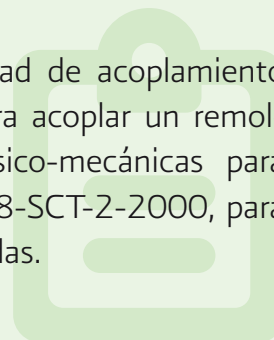 ad de acoplamiento
ra acoplar un remol
sico-mecánicas para
8-SCT-2-2000, para
las.